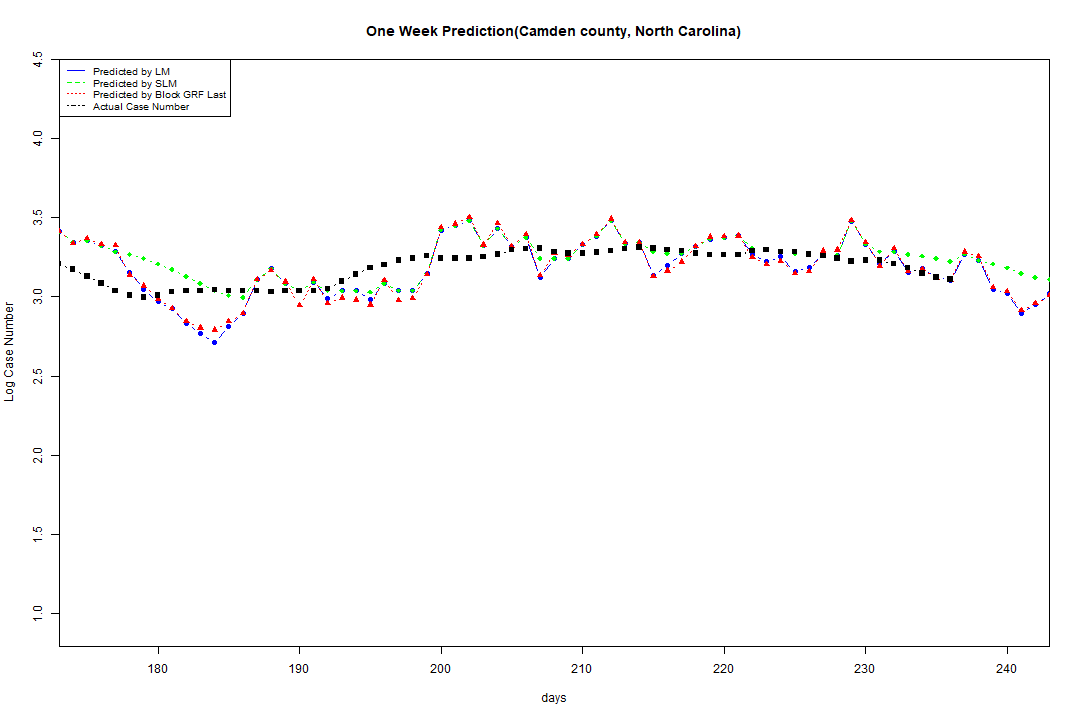 One Week Prediction(Camden county, North Carolina)
Predicted by LM
Predicted by SLM
Predicted by Block GRF Last
Actual Case Number
Log Case Number
4.5
4.0
3.5
3.0
2.5
2.0
1.5
1.0
180 190 200 210 220 230 240
days